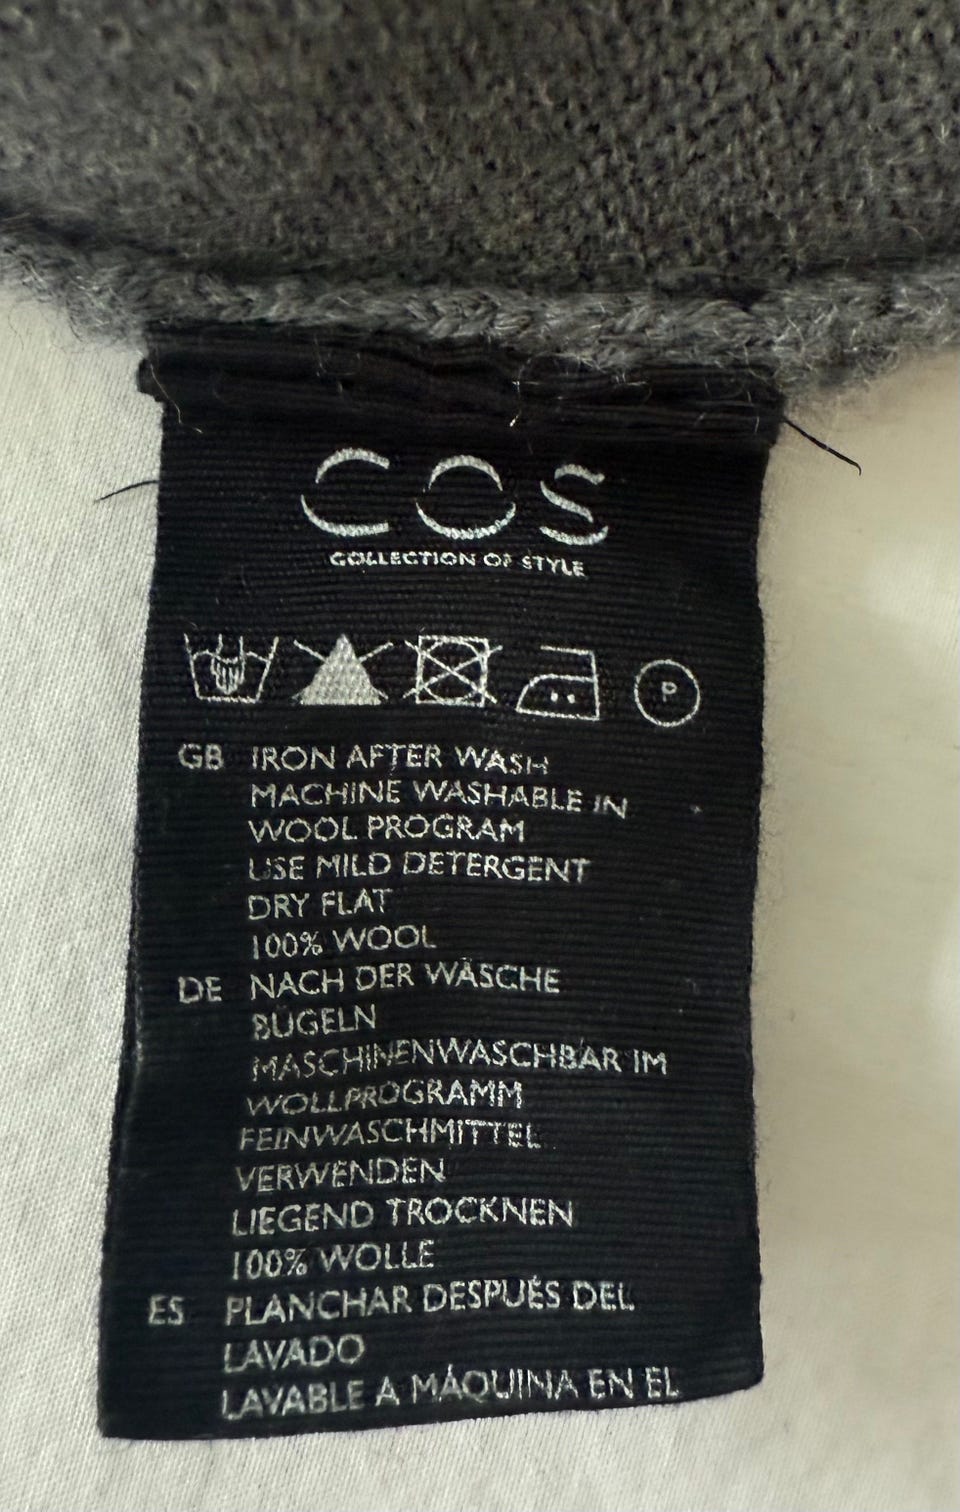 COS
COLLECTION OF STYLE
P
GB IRON AFTER WASH
MACHINE WASHABLE IN
WOOL PROGRAM
USE MILD DETERGENT
DRY FLAT
100% WOOL
DE NACH DER WÄSCHE
BÜGELN
MASCHINENWASCHBAR IM
WOLLPROGRAMM
FEINWASCHMITTEL
VERWENDEN
LIEGEND TROCKNEN
100% WOLLE
ES PLANCHAR DESPUÉS DEL
LAVADO
LAVABLE A MÁQUINA EN EL